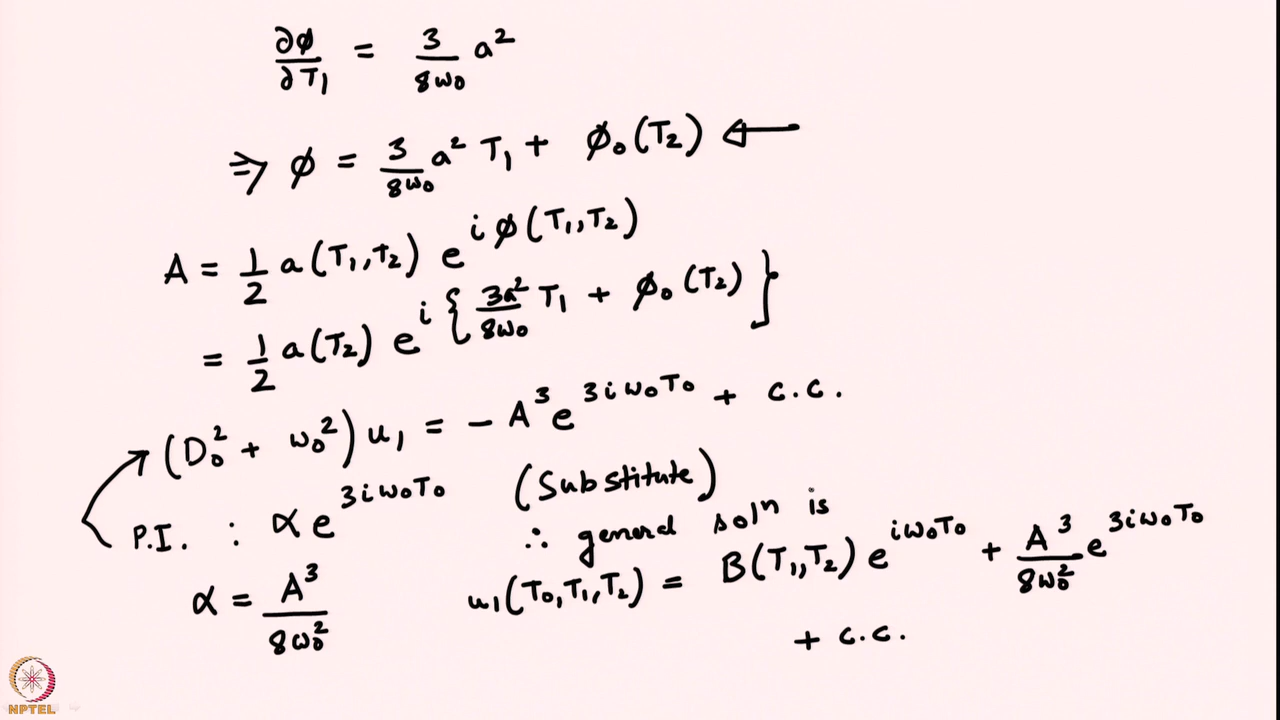 ∂φ/∂T₁ = 3/8ω₀ a²
⇒ φ = 3/8ω₀ a² T₁ + φ₀(T₂) ←
A = 1/2 a(T₁,T₂) e^{iφ(T₁,T₂)}
= 1/2 a(T₂) e^{i{3a²/8ω₀ T₁ + φ₀(T₂)}}
(D₀² + ω₀²)u₁ = - A³e^{3iω₀T₀} + c.c.
P.I. : αe^{3iω₀T₀} (Substitute)
∴ general solⁿ is
α = A³/8ω₀² u₁(T₀,T₁,T₂) = B(T₁,T₂) e^{iω₀T₀} + A³/8ω₀² e^{3iω₀T₀}
+ c.c.
NPTEL